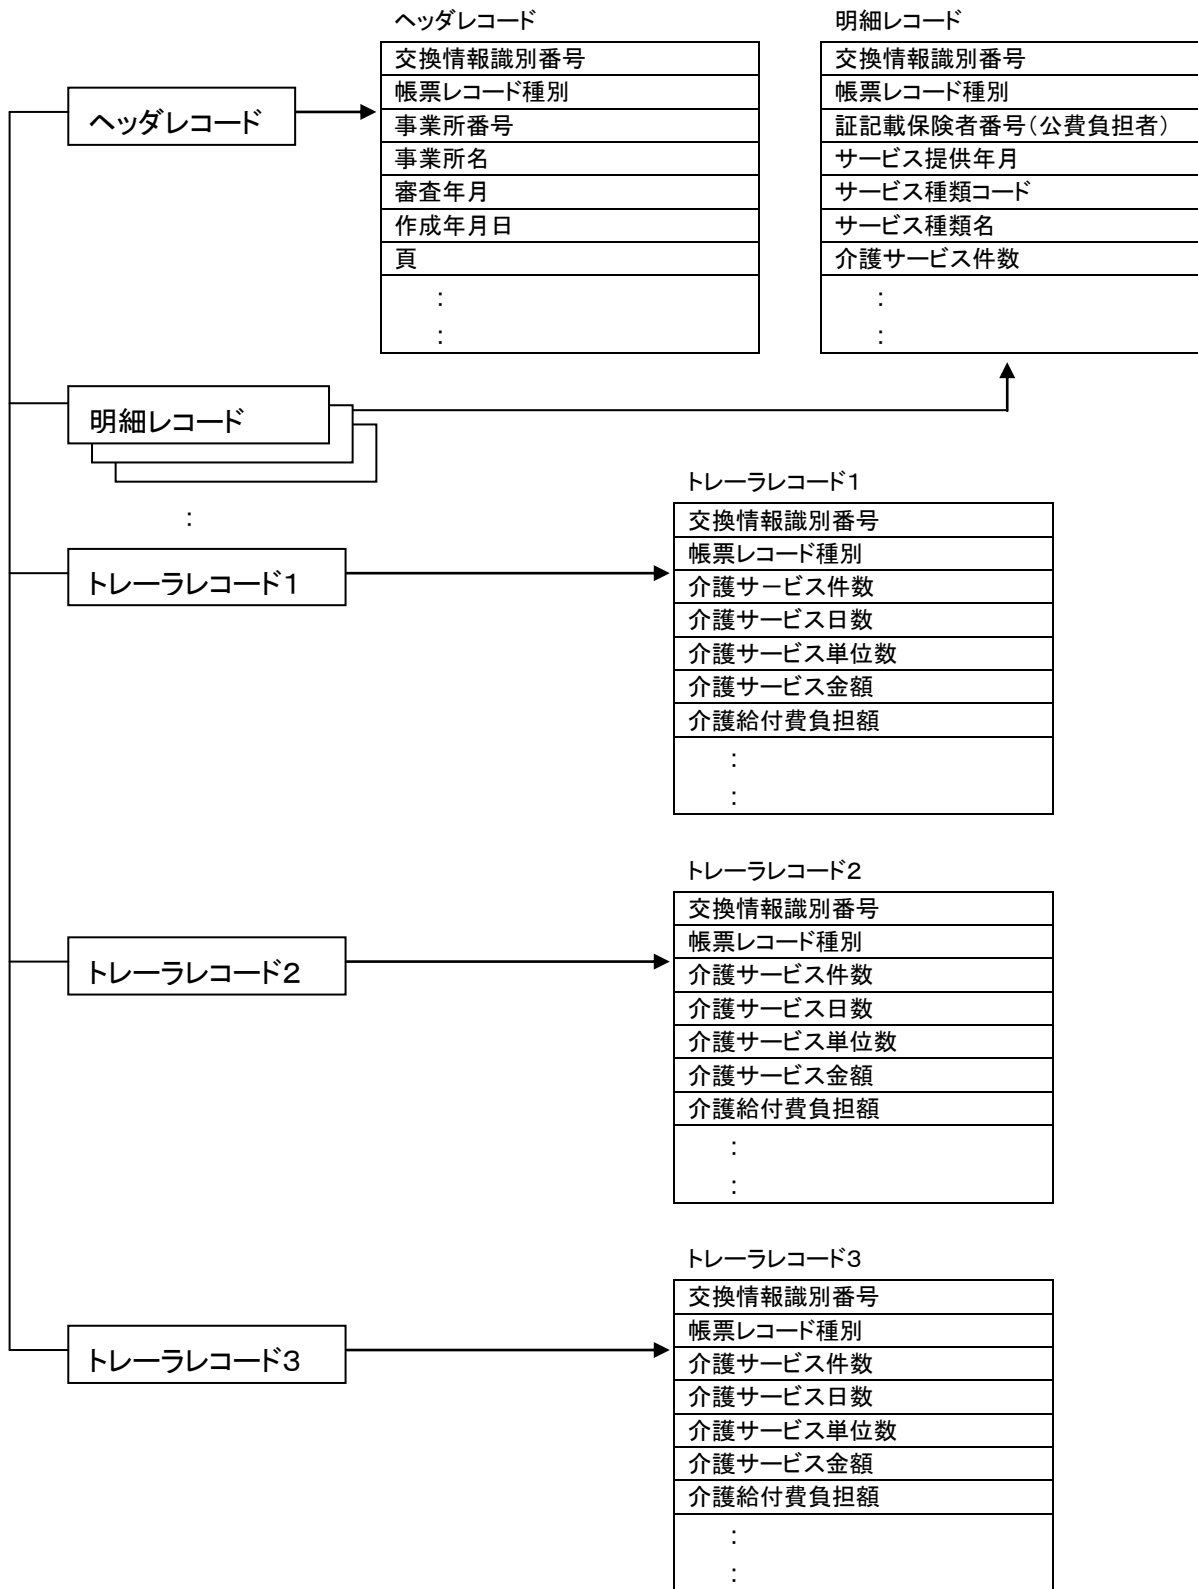 ヘッダレコード
交換情報識別番号
帳票レコード種別
事業所番号
事業所名
審査年月
作成年月日
頁
:
:
明細レコード
交換情報識別番号
帳票レコード種別
証記載保険者番号(公費負担者)
サービス提供年月
サービス種類コード
サービス種類名
介護サービス件数
:
:
ヘッダレコード
明細レコード
:
トレーラレコード1
トレーラレコード1
交換情報識別番号
帳票レコード種別
介護サービス件数
介護サービス日数
介護サービス単位数
介護サービス金額
介護給付費負担額
:
:
トレーラレコード2
トレーラレコード2
交換情報識別番号
帳票レコード種別
介護サービス件数
介護サービス日数
介護サービス単位数
介護サービス金額
介護給付費負担額
:
:
トレーラレコード3
トレーラレコード3
交換情報識別番号
帳票レコード種別
介護サービス件数
介護サービス日数
介護サービス単位数
介護サービス金額
介護給付費負担額
:
: